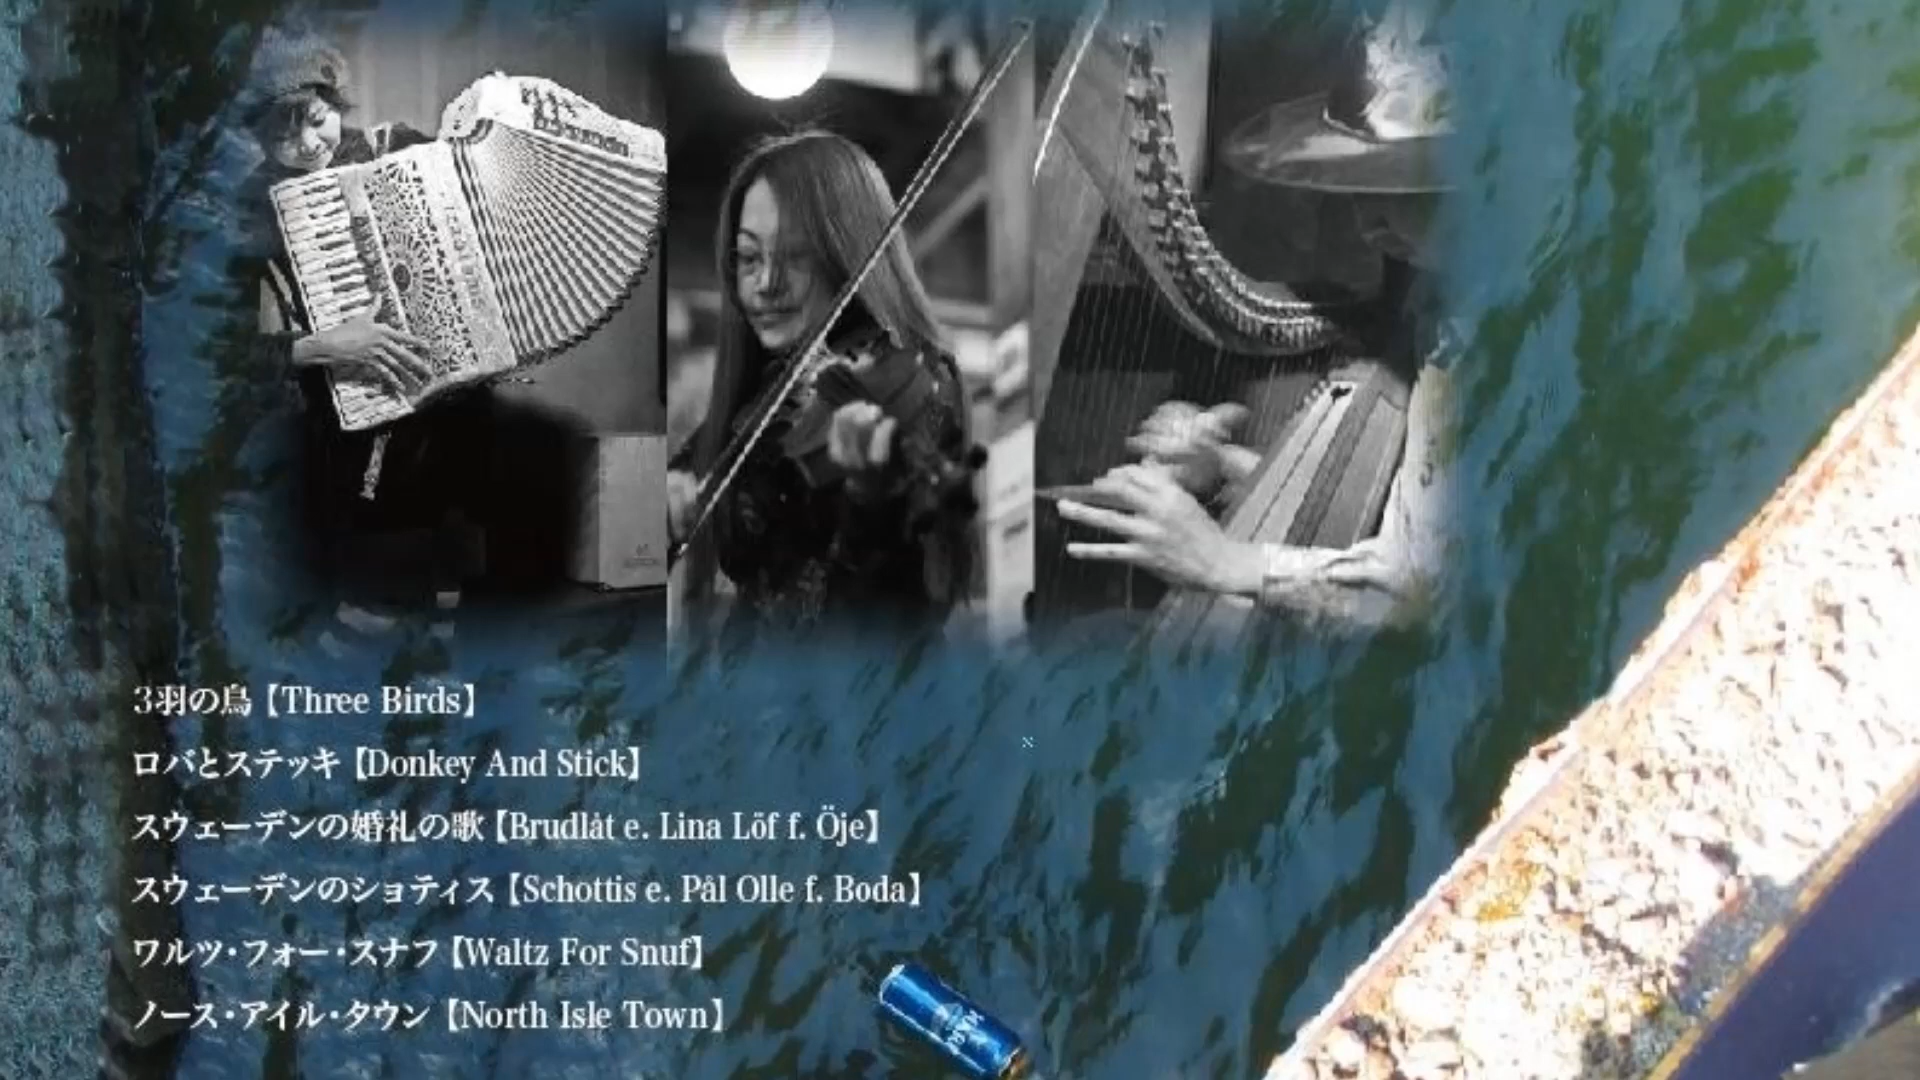 3羽の鳥【Three Birds】
ロバとステッキ【Donkey And Stick】
スウェーデンの婚礼の歌【Brudlåt e. Lina Löf f. Öje】
スウェーデンのショティス【Schottis e. Pål Olle f. Boda】
ワルツ・フォー・スナフ【Waltz For Snuf】
ノース・アイル・タウン【North Isle Town】